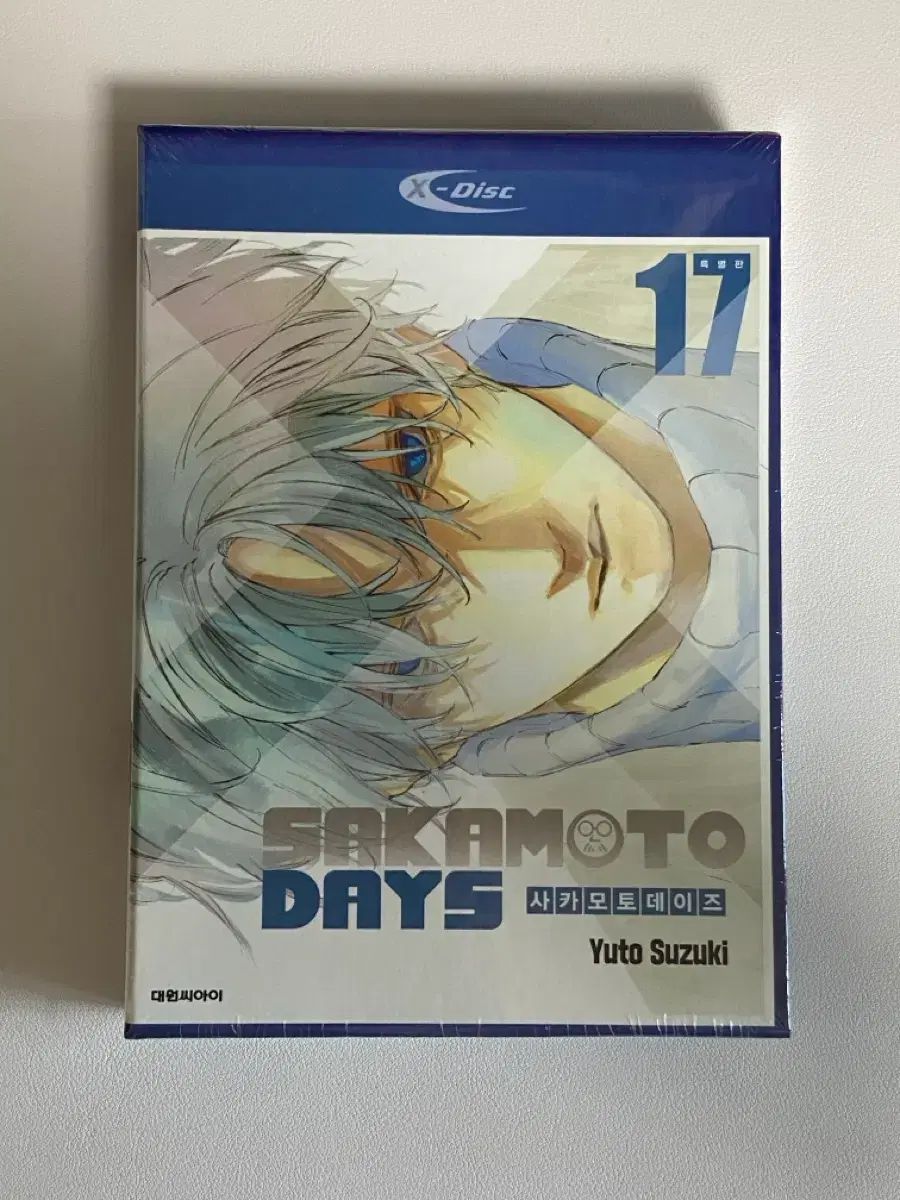 X-Disc
17
특별판
SAKAMOTO
DAYS
사카모토데이즈
Yuto Suzuki
대원씨아이